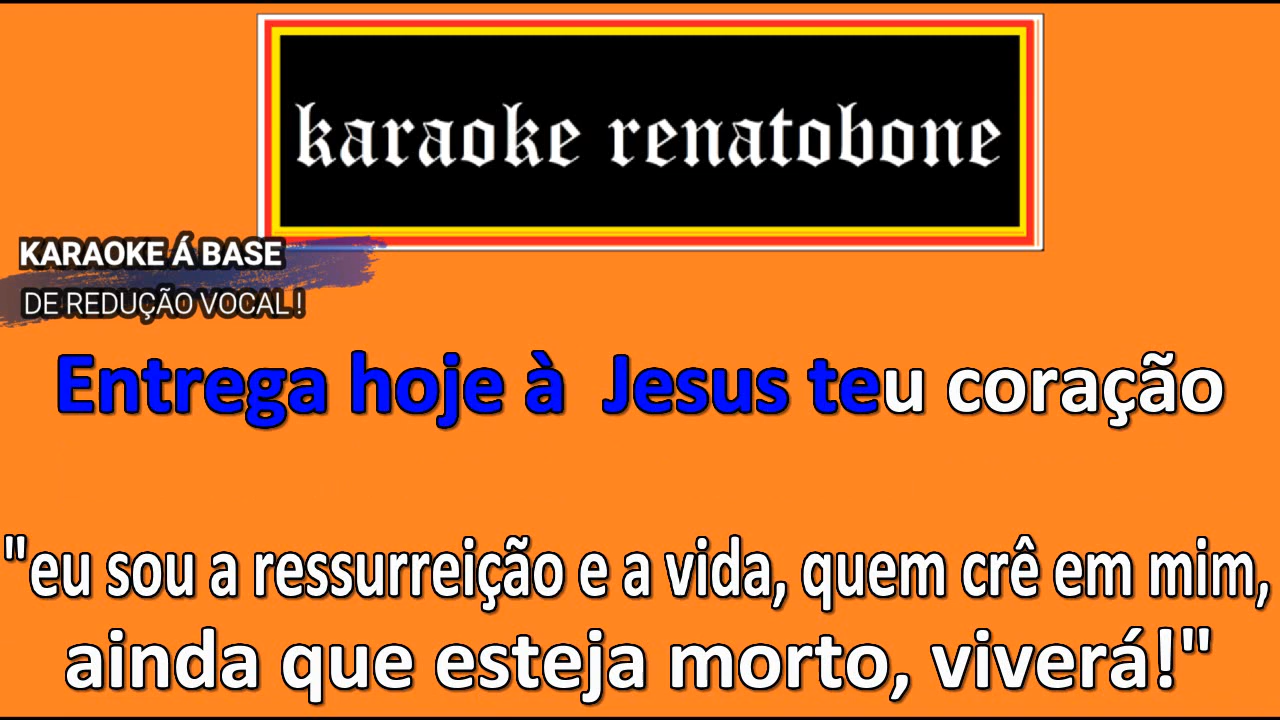 karaoke renatobone
KARAOKE Á BASE
DE REDUÇÃO VOCAL !
Entrega hoje à Jesus teu coração
"eu sou a ressurreição e a vida, quem crê em mim,
ainda que esteja morto, viverá!"